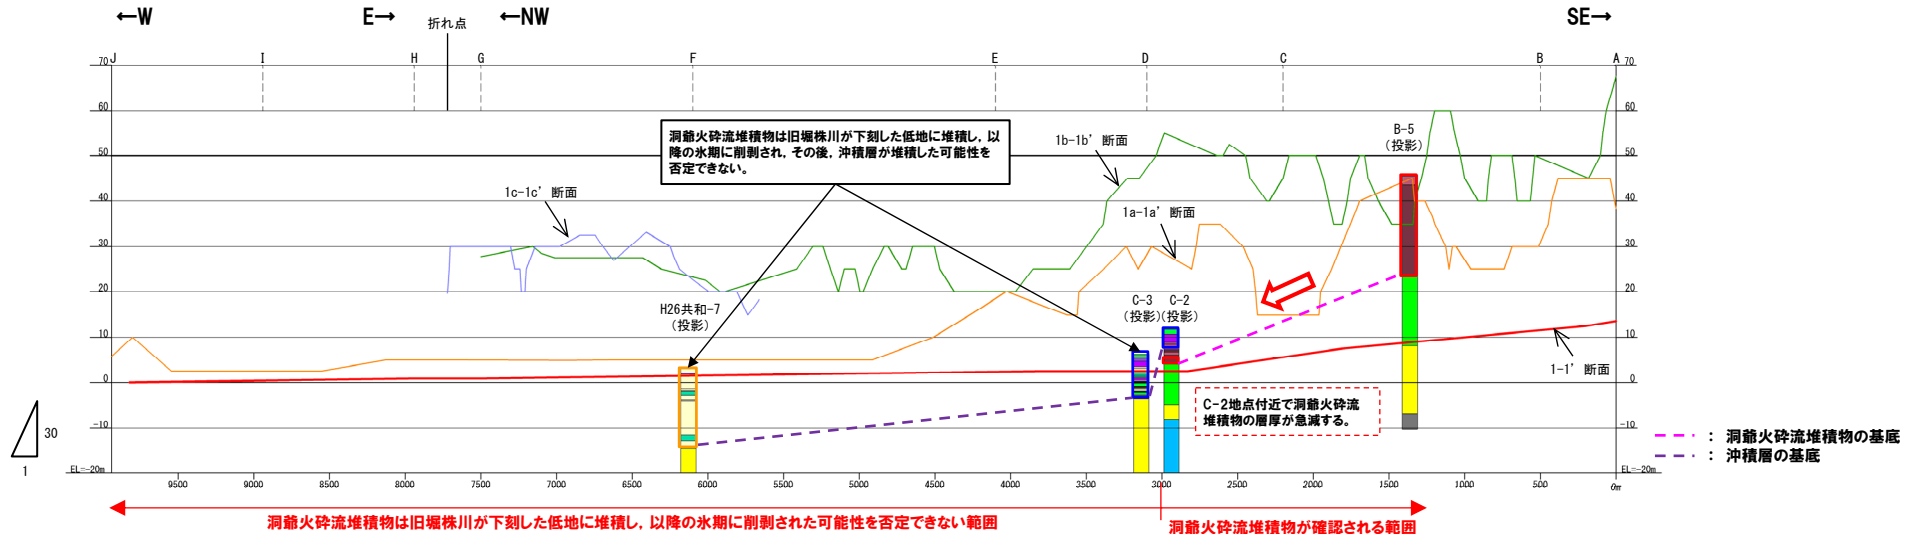 ←W
E→
折れ点
←NW
SE→
J
I
H
G
F
E
D
C
B
A
70
60
50
40
30
20
10
0
-10
EL=-20m
70
60
50
40
30
20
10
0
-10
EL=-20m
洞爺火砕流堆積物は旧堀株川が下刻した低地に堆積し，以
降の氷期に削剥され，その後，沖積層が堆積した可能性を
否定できない。
1b-1b’断面
B-5
(投影)
1c-1c’断面
1a-1a’断面
H26共和-7
(投影)
C-3
(投影)
C-2
(投影)
1-1’断面
C-2地点付近で洞爺火砕流
堆積物の層厚が急減する。
30
1
9500
9000
8500
8000
7500
7000
6500
6000
5500
5000
4500
4000
3500
3000
2500
2000
1500
1000
500
0m
：洞爺火砕流堆積物の基底
：沖積層の基底
洞爺火砕流堆積物は旧堀株川が下刻した低地に堆積し，以降の氷期に削剥された可能性を否定できない範囲
洞爺火砕流堆積物が確認される範囲